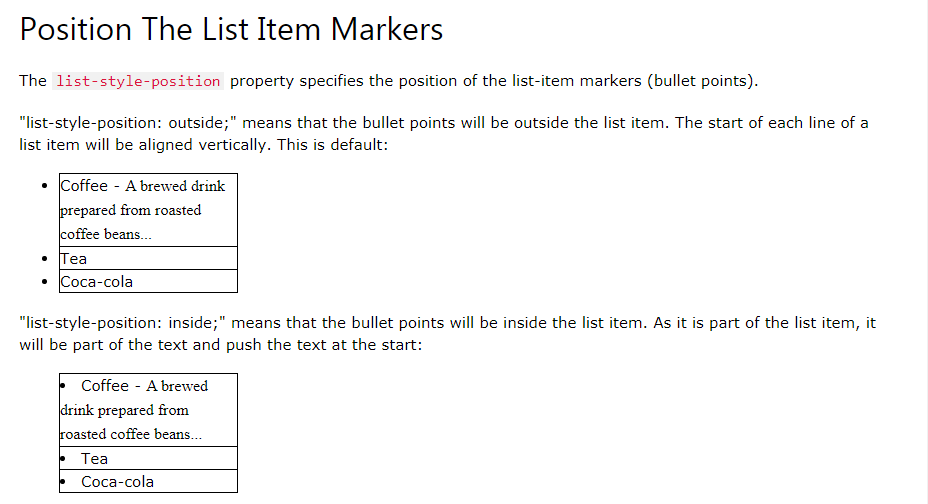 Position The List Item Markers
The list-style-position property specifies the position of the list-item markers (bullet points).
"list-style-position: outside;" means that the bullet points will be outside the list item. The start of each line of a
list item will be aligned vertically. This is default:
• Coffee - A brewed drink
prepared from roasted
coffee beans...
• Tea
• Coca-cola
"list-style-position: inside;" means that the bullet points will be inside the list item. As it is part of the list item, it
will be part of the text and push the text at the start:
• Coffee - A brewed
drink prepared from
roasted coffee beans...
• Tea
• Coca-cola